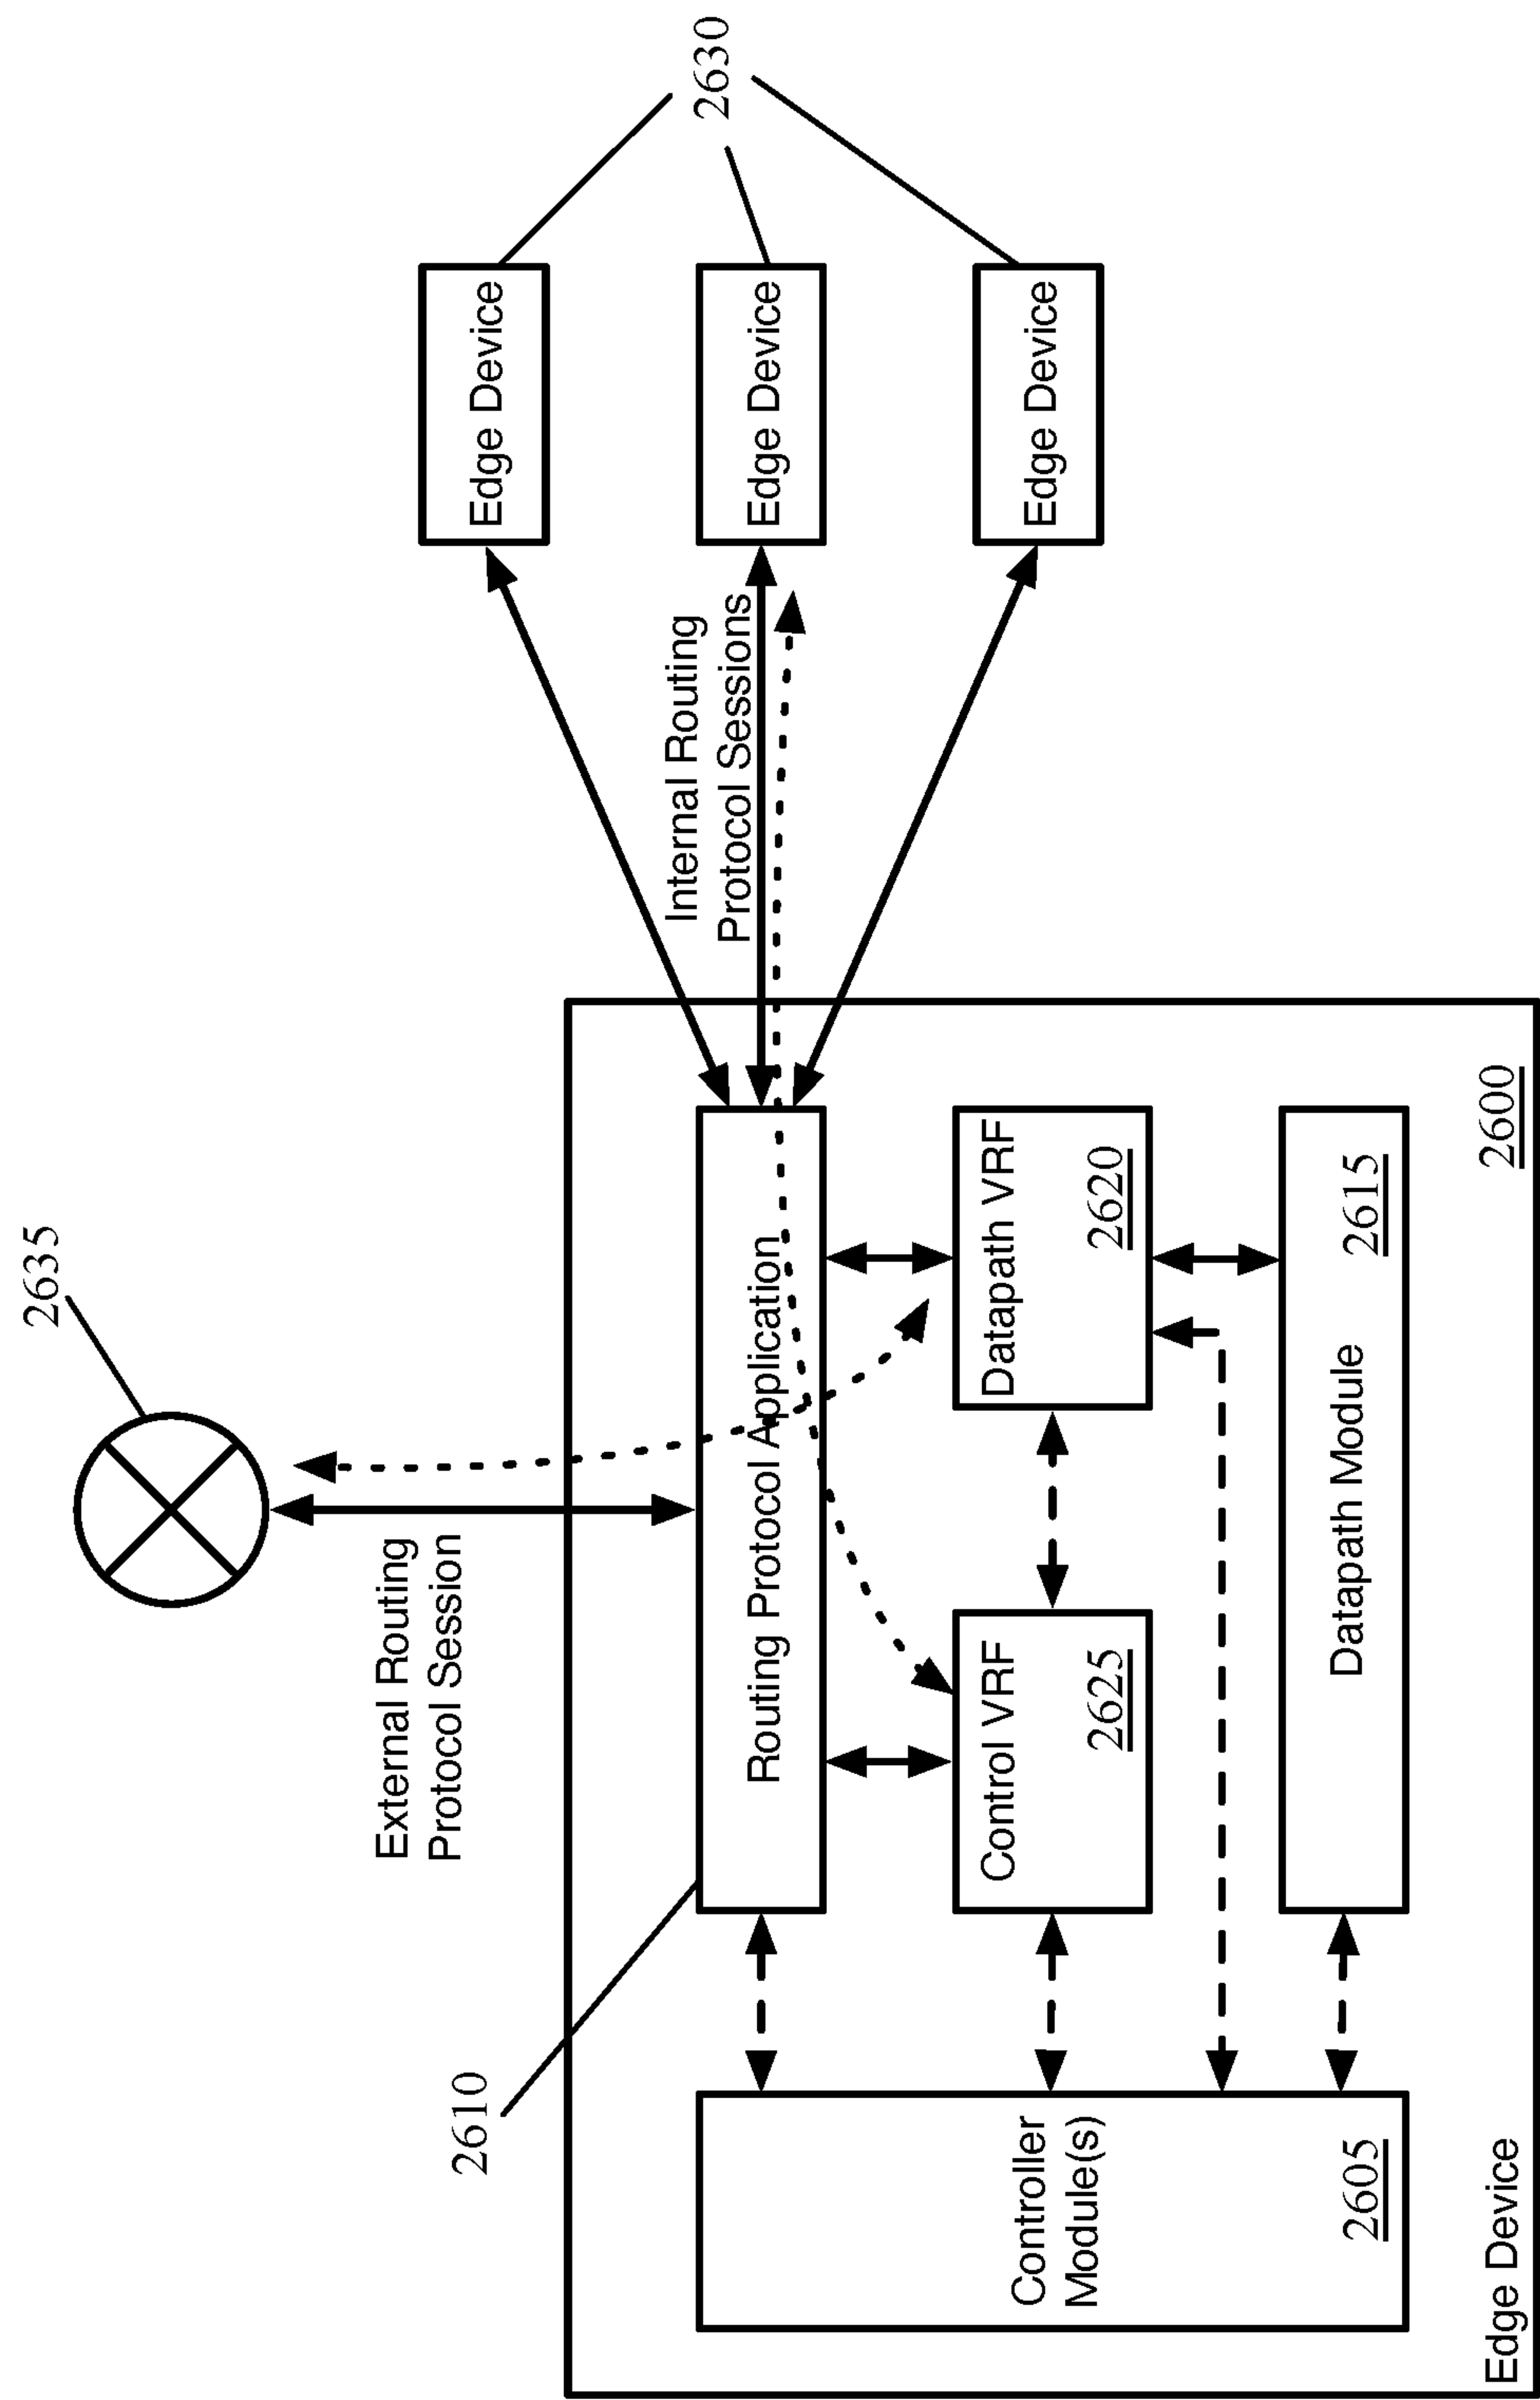 2635
External Routing
Protocol Session
2610
Internal Routing
Protocol Sessions
2630
Edge Device
Edge Device
Edge Device
Routing Protocol Application
Controller
Module(s)
2605
Control VRF
2625
Datapath VRF
2620
Datapath Module
2615
Edge Device
2600